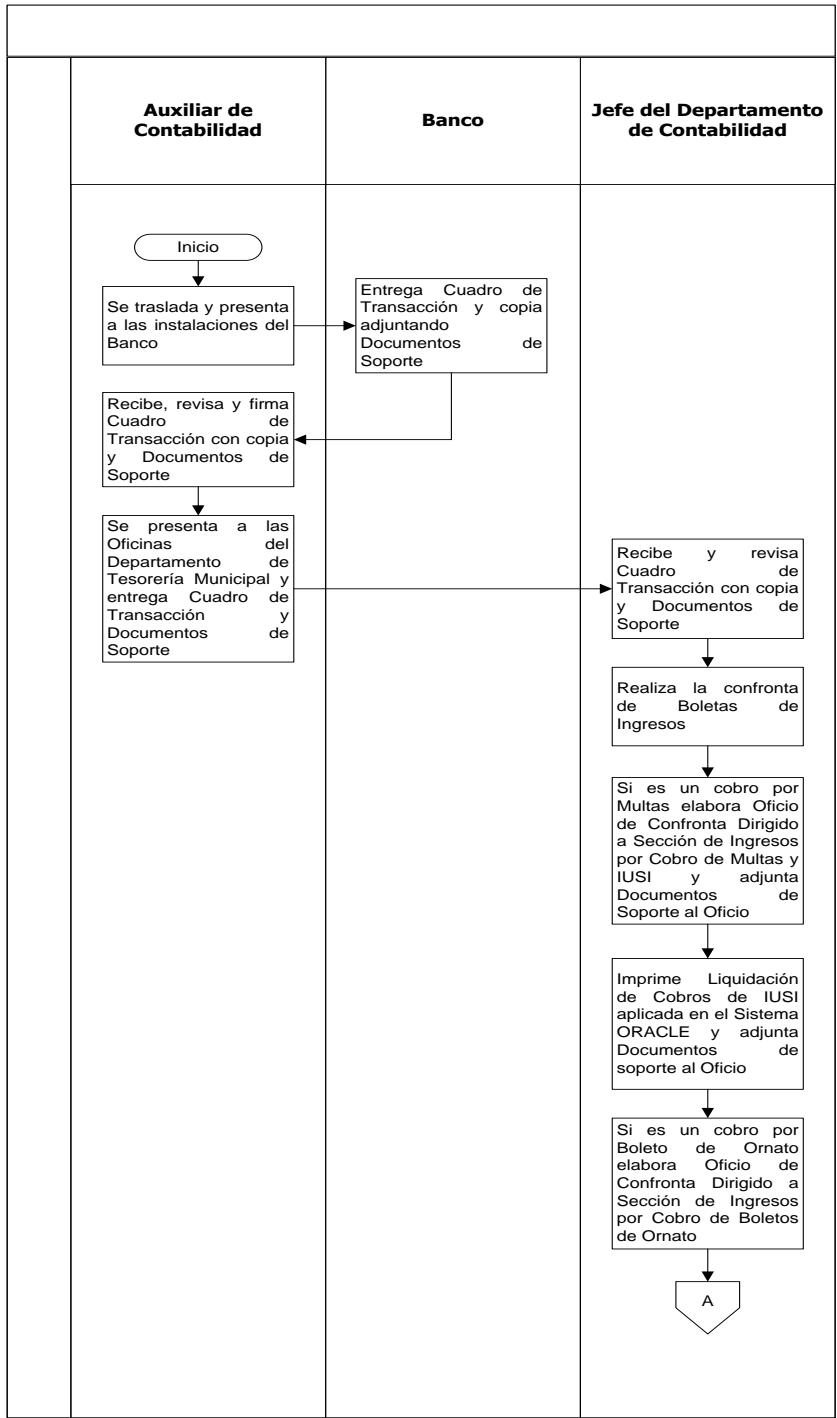 Auxiliar de
Contabilidad
Banco
Jefe del Departamento
de Contabilidad
Inicio
Se traslada y presenta
a las instalaciones del
Banco
Entrega Cuadro de
Transacción y copia
adjuntando
Documentos de
Soporte
Recibe, revisa y firma
Cuadro de
Transacción con copia
y Documentos de
Soporte
Se presenta a las
Oficinas del
Departamento de
Tesorería Municipal y
entrega Cuadro de
Transacción y
Documentos de
Soporte
Recibe y revisa
Cuadro de
Transacción con copia
y Documentos de
Soporte
Realiza la confronta
de Boletas de
Ingresos
Si es un cobro por
Multas elabora Oficio
de Confronta Dirigido
a Sección de Ingresos
por Cobro de Multas y
IUSI y adjunta
Documentos de
Soporte al Oficio
Imprime Liquidación
de Cobros de IUSI
aplicada en el Sistema
ORACLE y adjunta
Documentos de
soporte al Oficio
Si es un cobro por
Boleto de Ornato
elabora Oficio de
Confronta Dirigido a
Sección de Ingresos
por Cobro de Boletos
de Ornato
A